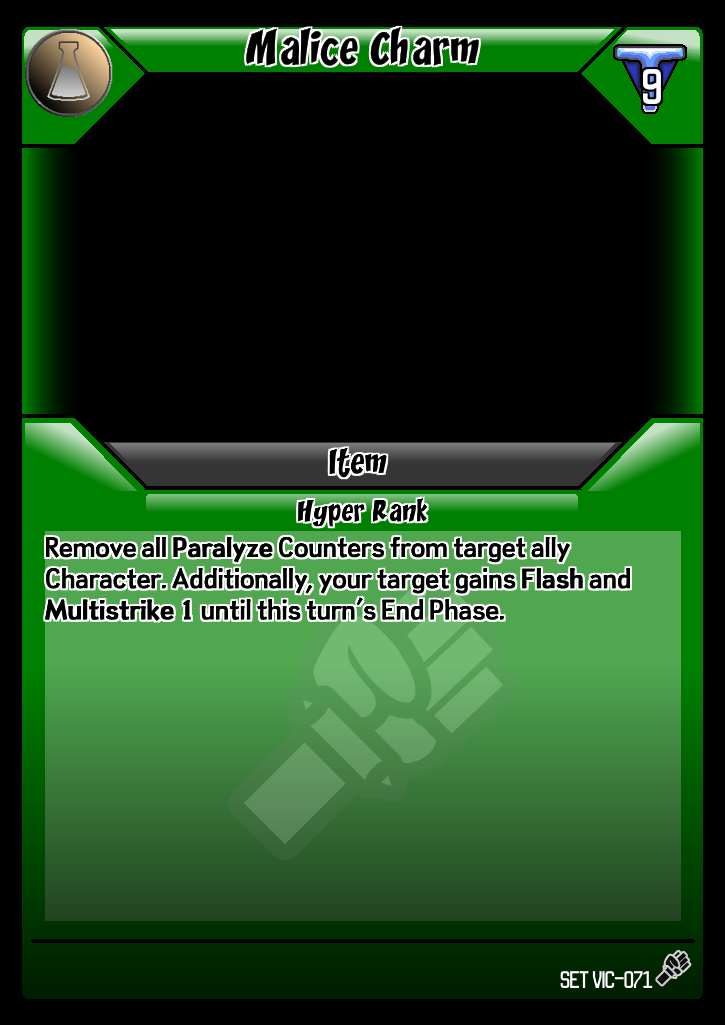 Malice Charm
9
Item
Hyper Rank
Remove all Paralyze Counters from target ally
Character. Additionally, your target gains Flash and
Multistrike 1 until this turn's End Phase.
SET VIC-071